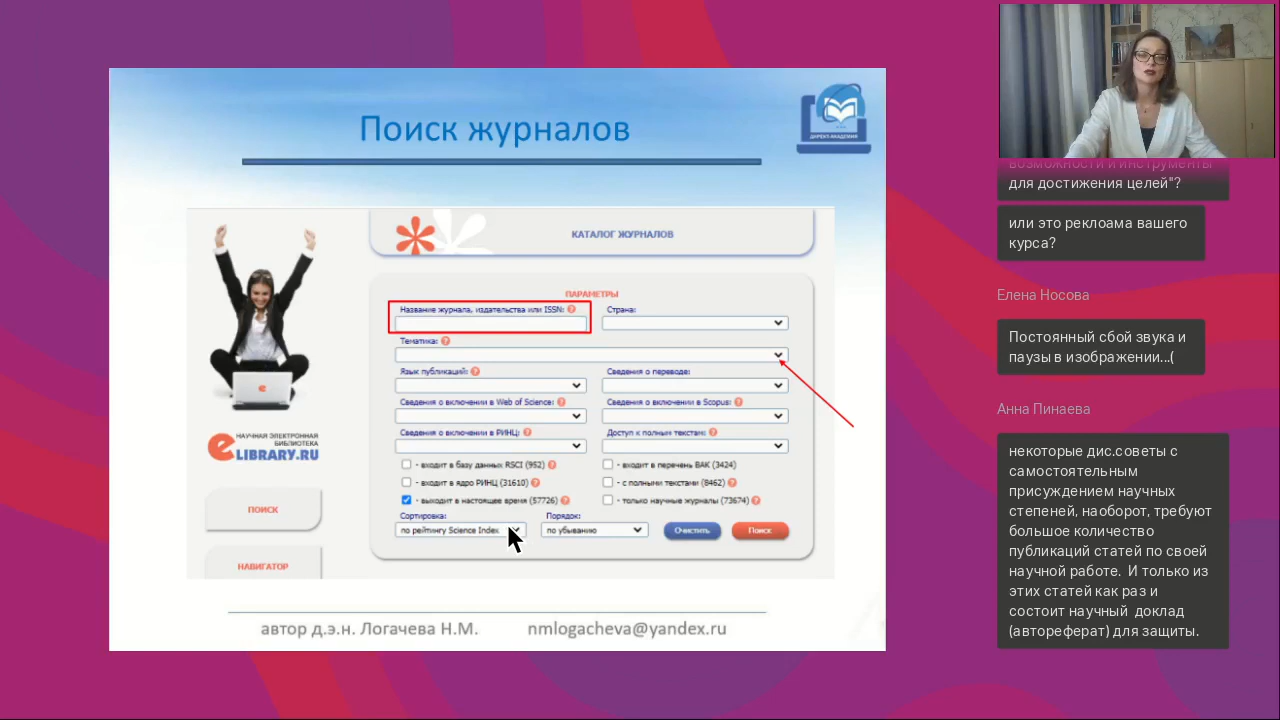 Поиск журналов
ДИРЕКТ-АКАДЕМИЯ
КАТАЛОГ ЖУРНАЛОВ
ПАРАМЕТРЫ
Название журнала, издательства или ISSN: ?
Страна:
Тематика: ?
Язык публикаций: ?
Сведения о переводе:
Сведения о включении в Web of Science: ?
Сведения о включении в Scopus: ?
Сведения о включении в РИНЦ: ?
Доступ к полным текстам: ?
- входит в базу данных RSCI (952) ?
- входит в перечень ВАК (3424)
- входит в ядро РИНЦ (31610) ?
- с полными текстами (8462) ?
- выходит в настоящее время (57726) ?
- только научные журналы (73674) ?
Сортировка:
Порядок:
по рейтингу Science Index
по убыванию
Очистить
Поиск
НАУЧНАЯ ЭЛЕКТРОННАЯ
БИБЛИОТЕКА
eLIBRARY.RU
ПОИСК
НАВИГАТОР
автор д.э.н. Логачева Н.М.
nmlogacheva@yandex.ru
возможности и инструменты
для достижения целей"?
или это реклоама вашего
курса?
Елена Носова
Постоянный сбой звука и
паузы в изображении...(
Анна Пинаева
некоторые дис.советы с
самостоятельным
присуждением научных
степеней, наоборот, требуют
большое количество
публикаций статей по своей
научной работе.  И только из
этих статей как раз и
состоит научный  доклад
(автореферат) для защиты.